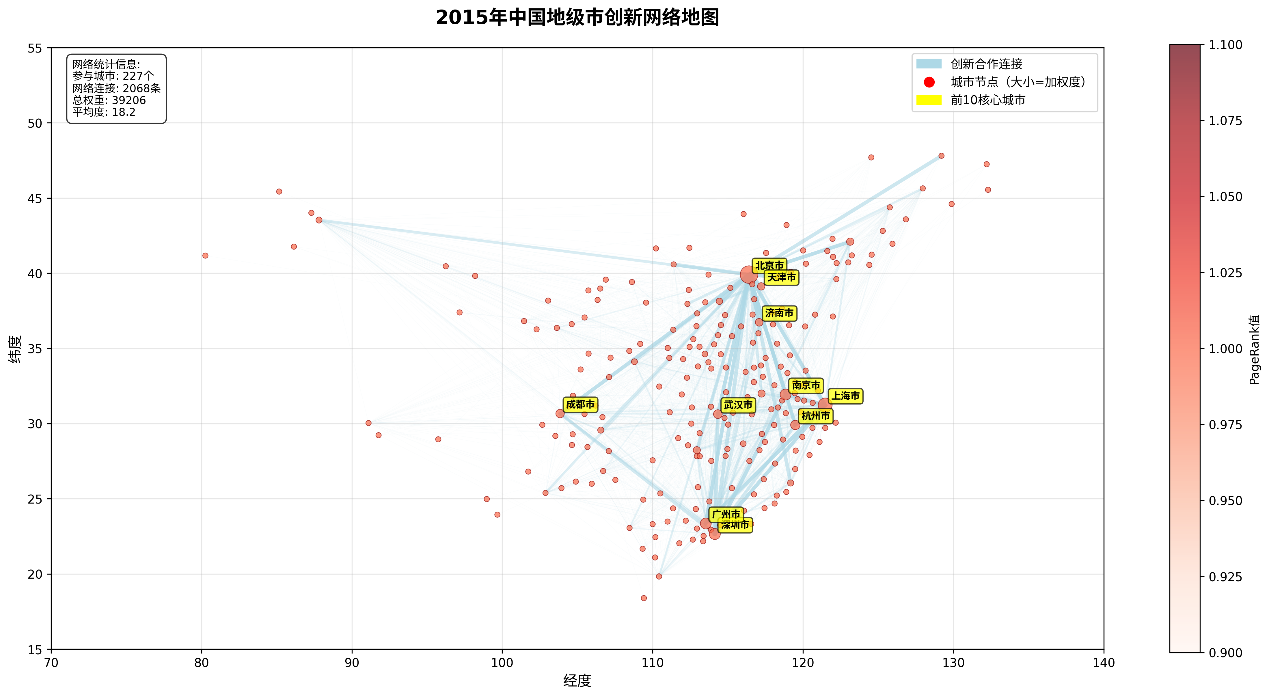 2015年中国地级市创新网络地图
网络统计信息:
参与城市: 227个
网络连接: 2068条
总权重: 39206
平均度: 18.2
创新合作连接
城市节点（大小=加权度）
前10核心城市
北京市
天津市
济南市
南京市
上海市
成都市
武汉市
杭州市
广州市
深圳市
纬度
55
50
45
40
35
30
25
20
15
70
80
90
100
110
120
130
140
经度
1.100
1.075
1.050
1.025
1.000
0.975
0.950
0.925
0.900
PageRank值